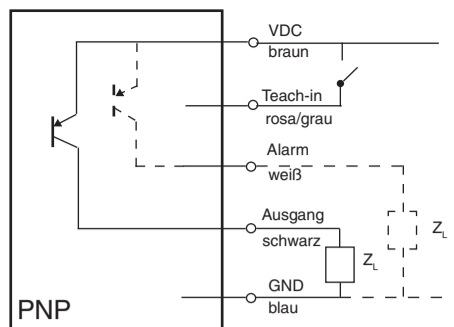 VDC
braun
Teach-in
rosa/grau
Alarm
weiß
Ausgang
schwarz
Z_L
Z_L
GND
blau
PNP